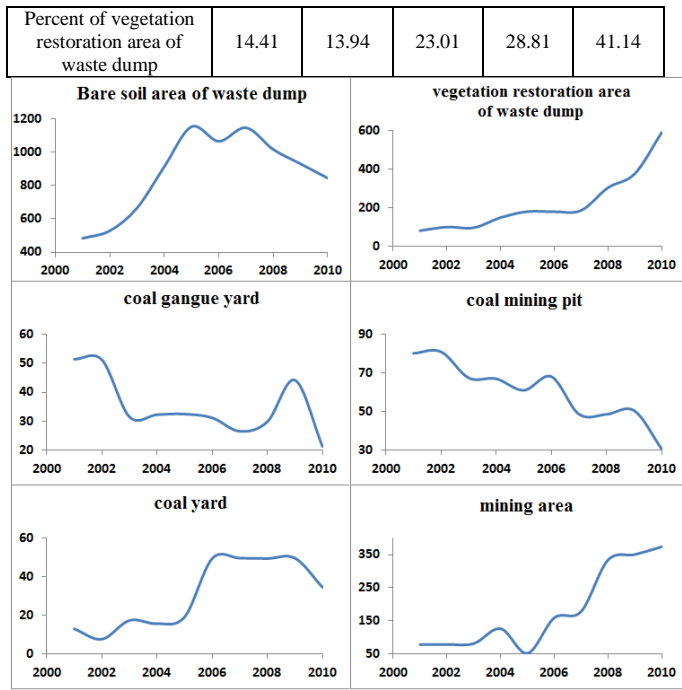 Percent of vegetation
restoration area of
waste dump
14.41 13.94 23.01 28.81 41.14
Bare soil area of waste dump
1200
1000
800
600
400
2000 2002 2004 2006 2008 2010
vegetation restoration area
of waste dump
600
400
200
0
2000 2002 2004 2006 2008 2010
coal gangue yard
60
50
40
30
20
2000 2002 2004 2006 2008 2010
coal mining pit
90
70
50
30
2000 2002 2004 2006 2008 2010
coal yard
60
40
20
0
2000 2002 2004 2006 2008 2010
mining area
350
250
150
50
2000 2002 2004 2006 2008 2010